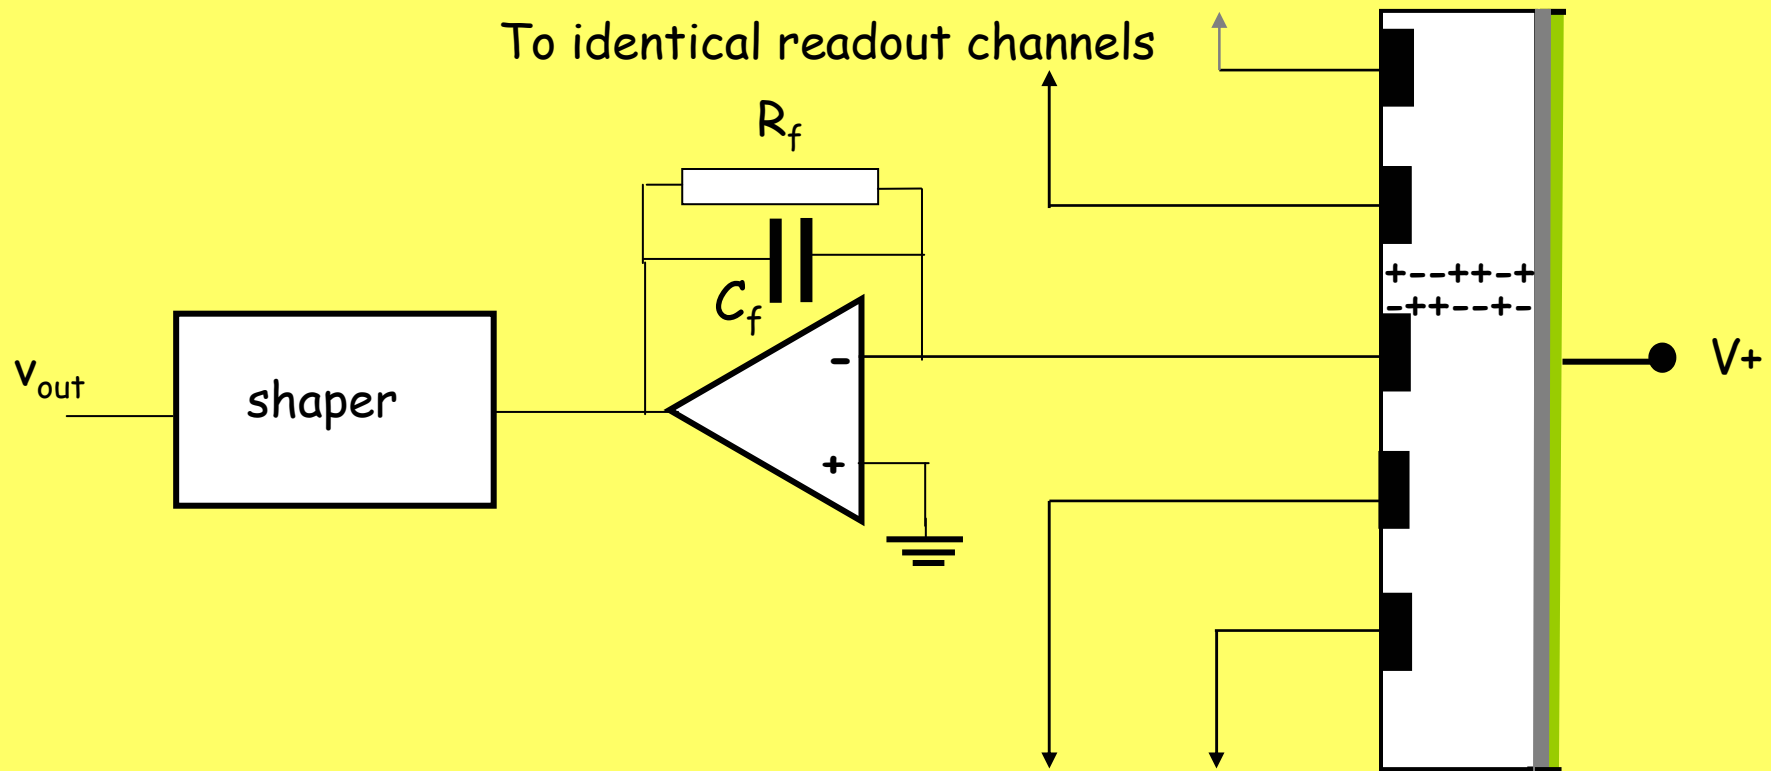 To identical readout channels
Rf
+--++-+
-++--+-
Cf
-
V+
vout
shaper
+